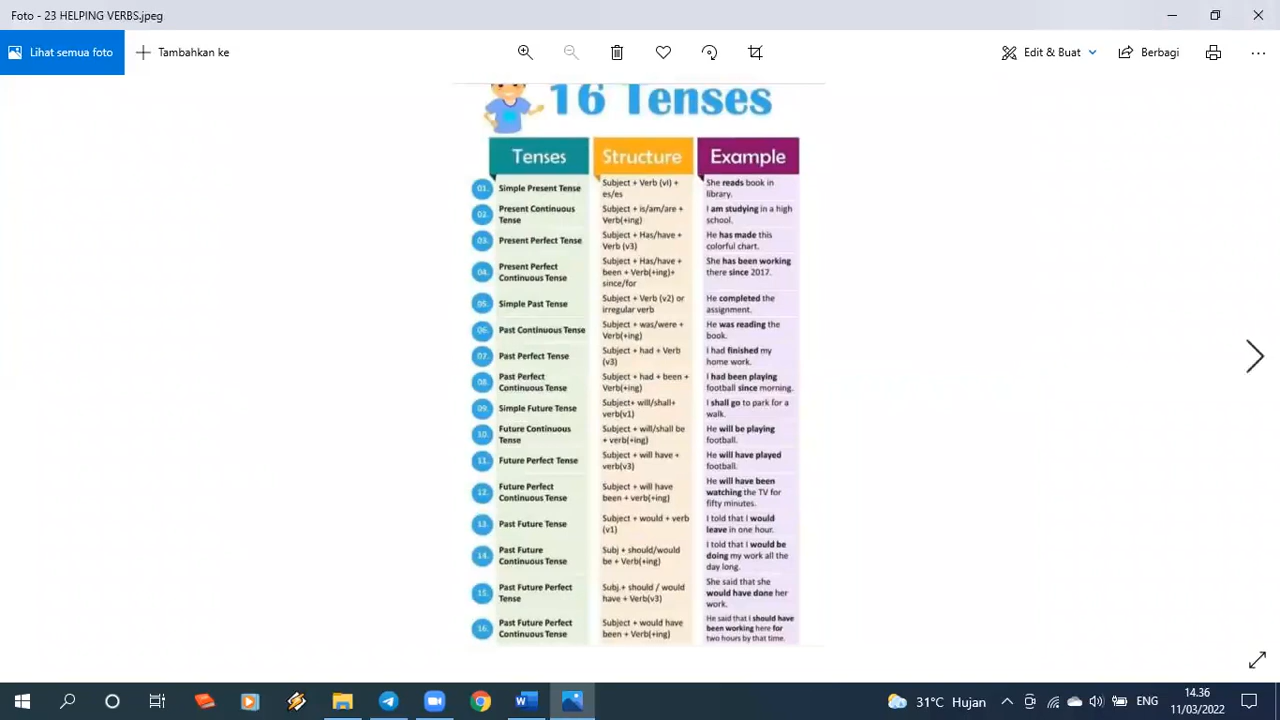 Foto - 23 HELPING VERBS.jpeg
Lihat semua foto
Tambahkan ke
Edit & Buat
Berbagi
16 Tenses
Tenses
Structure
Example
01. Simple Present Tense
Subject + Verb (vI) +
es/es
She reads book in
library.
02. Present Continuous
Tense
Subject + is/am/are +
Verb(+ing)
I am studying in a high
school.
03. Present Perfect Tense
Subject + Has/have +
Verb (v3)
He has made this
colorful chart.
04. Present Perfect
Continuous Tense
Subject + Has/have +
been + Verb(+ing)+
since/for
She has been working
there since 2017.
05. Simple Past Tense
Subject + Verb (v2) or
irregular verb
He completed the
assignment.
06. Past Continuous Tense
Subject + was/were +
Verb(+ing)
He was reading the
book.
07. Past Perfect Tense
Subject + had + Verb
(v3)
I had finished my
home work.
08. Past Perfect
Continuous Tense
Subject + had + been +
Verb(+ing)
I had been playing
football since morning.
09. Simple Future Tense
Subject+ will/shall+
verb(v1)
I shall go to park for a
walk.
10. Future Continuous
Tense
Subject + will/shall be
+ verb(+ing)
He will be playing
football.
11. Future Perfect Tense
Subject + will have +
verb(v3)
He will have played
football.
12. Future Perfect
Continuous Tense
Subject + will have
been + verb(+ing)
He will have been
watching the TV for
fifty minutes.
13. Past Future Tense
Subject + would + verb
(v1)
I told that I would
leave in one hour.
14. Past Future
Continuous Tense
Subj + should/would
be + Verb(+ing)
I told that I would be
doing my work all the
day long.
15. Past Future Perfect
Tense
Subj.+ should / would
have + Verb(v3)
She said that she
would have done her
work.
16. Past Future Perfect
Continuous Tense
Subject + would have
been + Verb(+ing)
He said that I should have
been working here for
two hours by that time.
31°C Hujan
ENG
14.36
11/03/2022